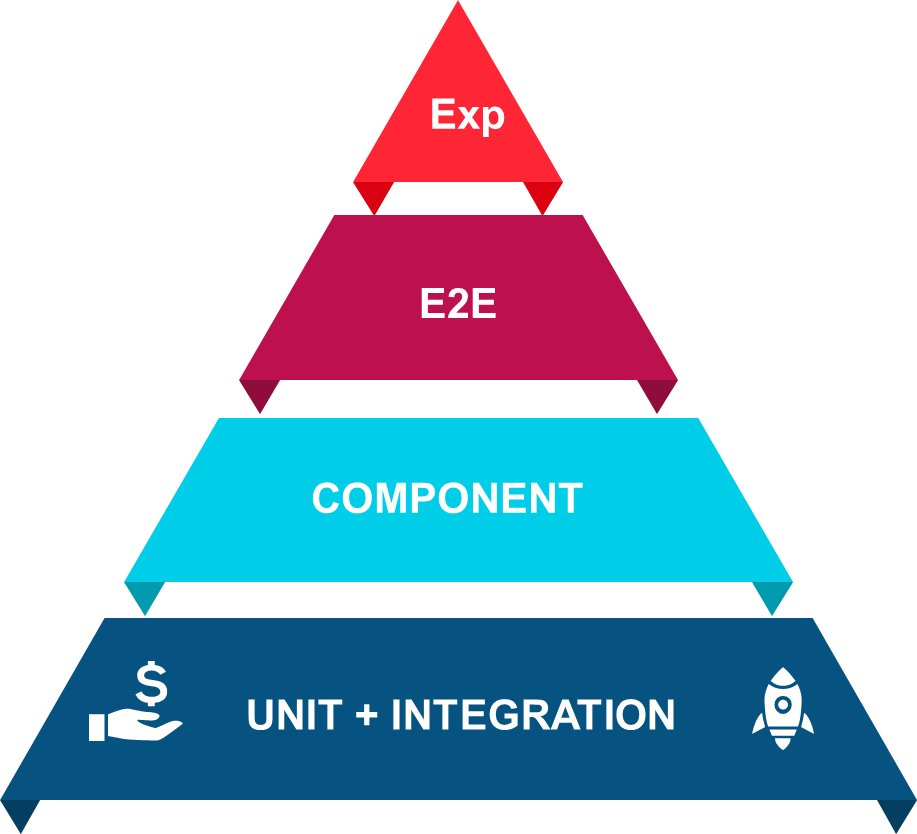 Exp
E2E
COMPONENT
$
UNIT + INTEGRATION